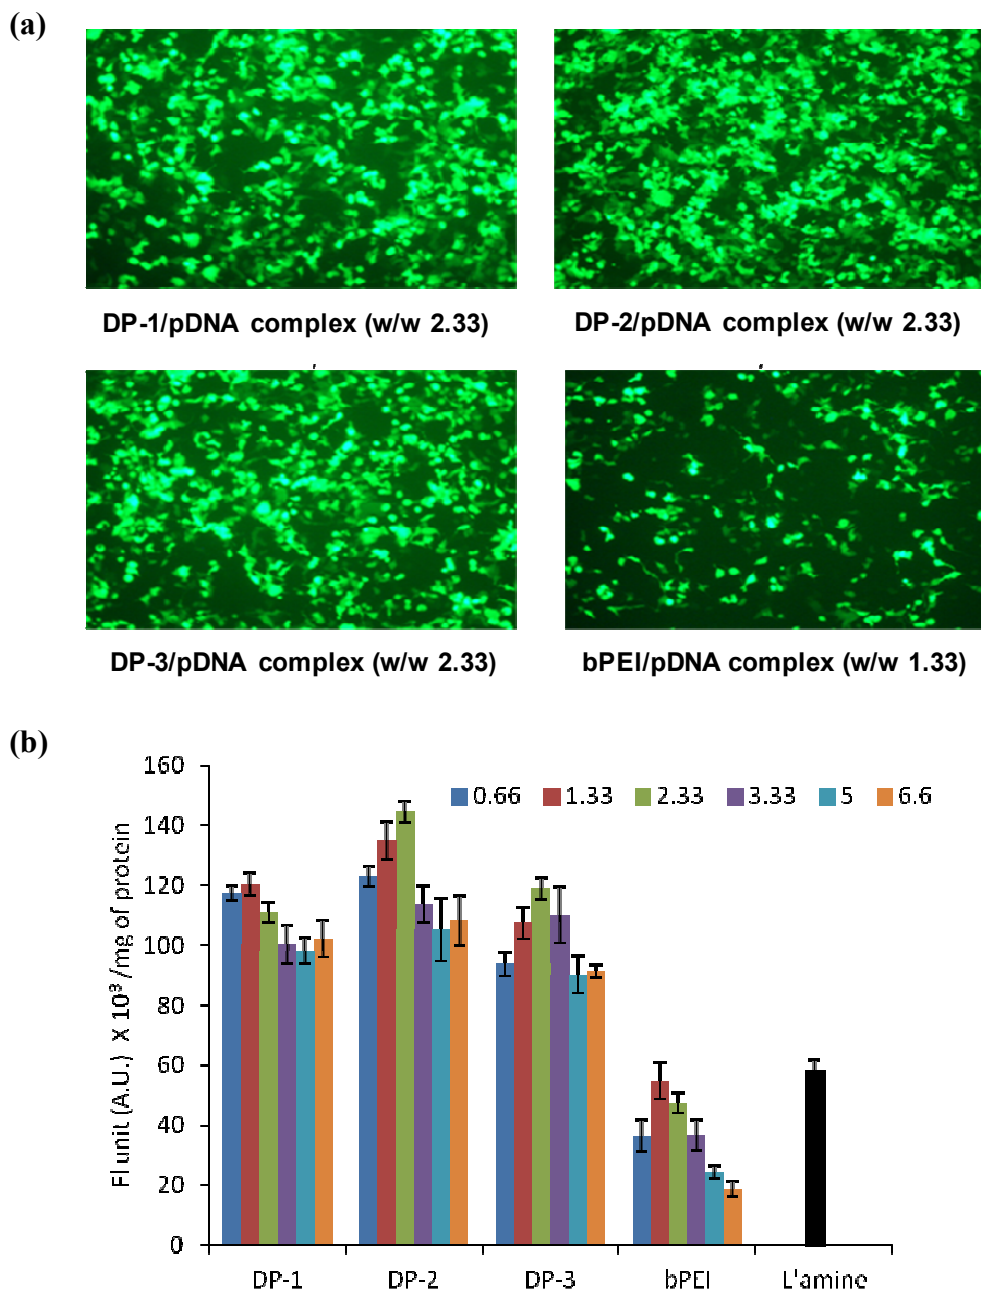 (a)
DP-1/pDNA complex (w/w 2.33)
DP-2/pDNA complex (w/w 2.33)
DP-3/pDNA complex (w/w 2.33)
bPEI/pDNA complex (w/w 1.33)
(b)
FI unit (A.U.) X 10³ /mg of protein
160
140
120
100
80
60
40
20
0
0.66 1.33 2.33 3.33 5 6.6
DP-1 DP-2 DP-3 bPEI L'amine